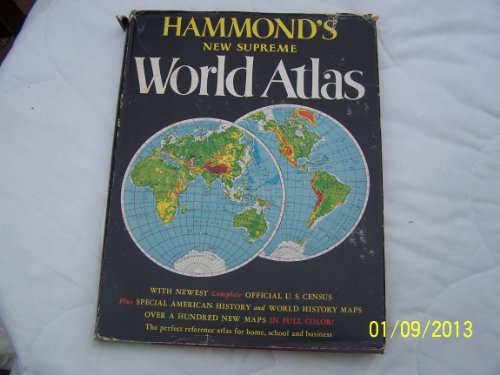 HAMMOND'S
NEW SUPREME
World Atlas
WITH NEWEST Complete OFFICIAL U. S. CENSUS
Plus SPECIAL AMERICAN HISTORY and WORLD HISTORY MAPS
OVER A HUNDRED NEW MAPS IN FULL COLOR!
The perfect reference atlas for home, school and business
01/09/2013